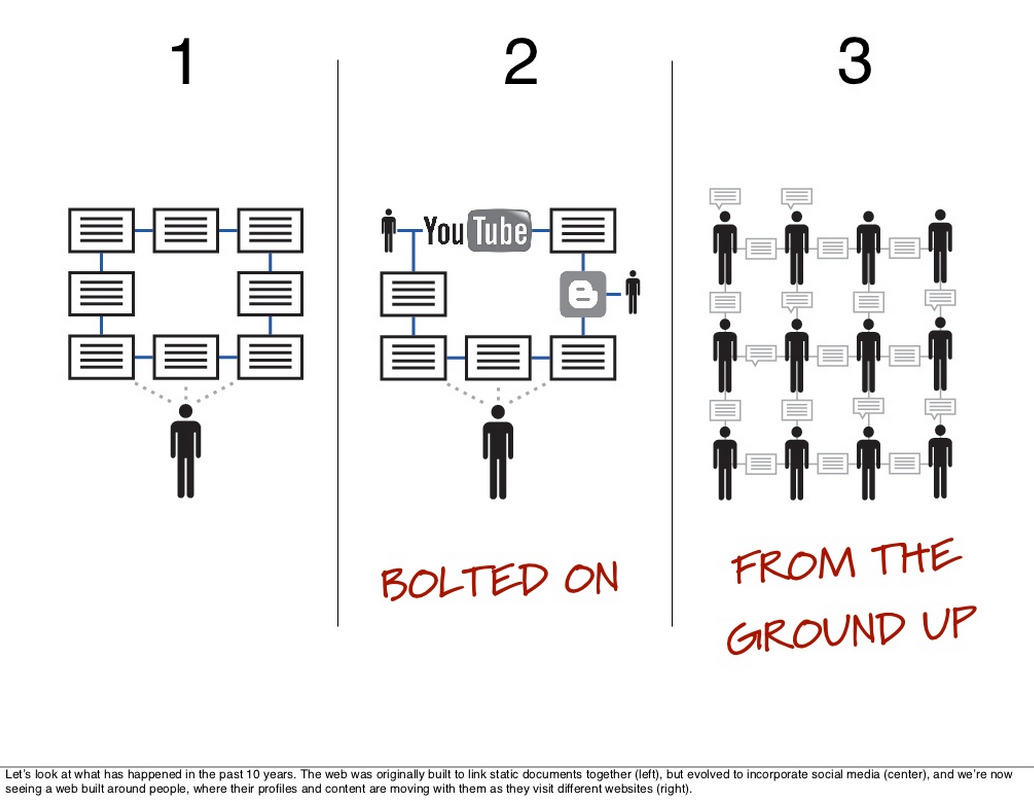 1
2
3
You Tube
BOLTED ON
FROM THE
GROUND UP
Let's look at what has happened in the past 10 years. The web was originally built to link static documents together (left), but evolved to incorporate social media (center), and we're now
seeing a web built around people, where their profiles and content are moving with them as they visit different websites (right).